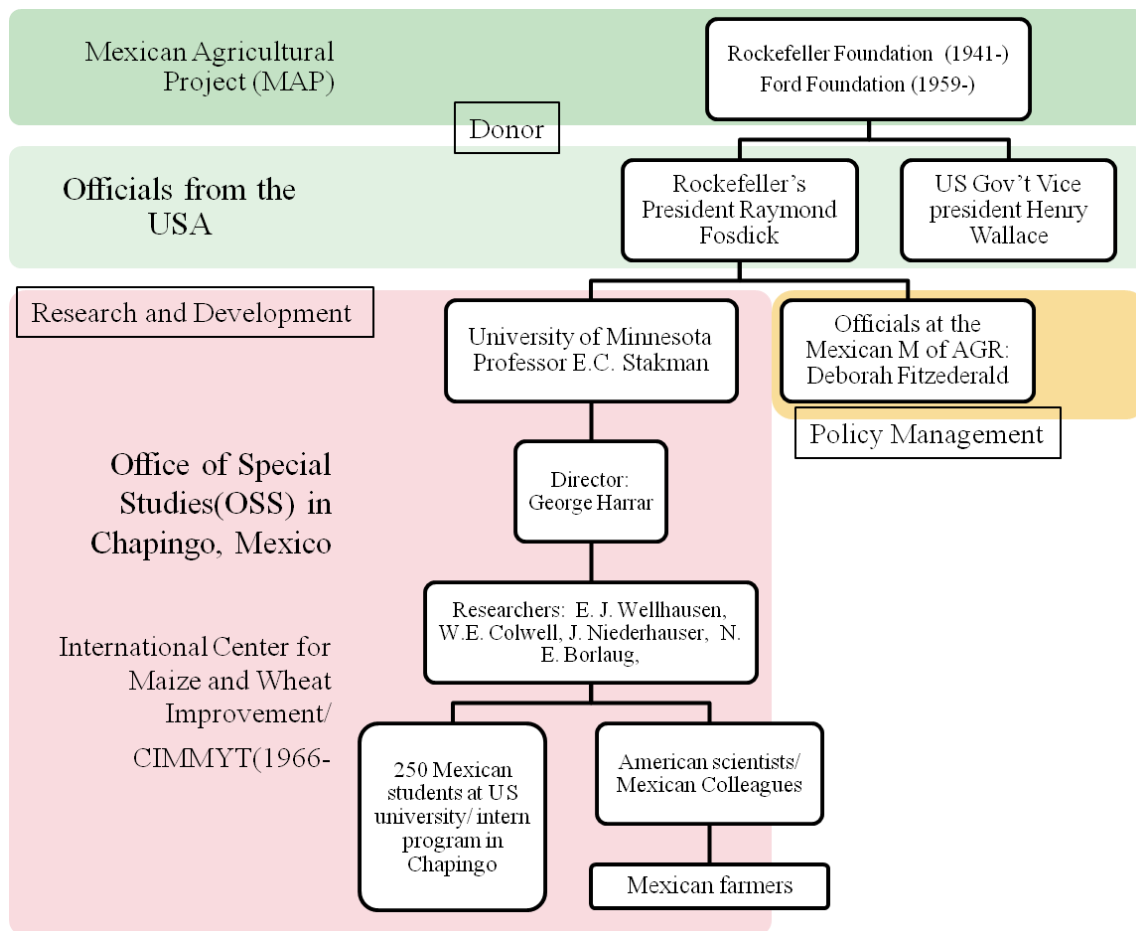 Mexican Agricultural
Project (MAP)
Rockefeller Foundation (1941-)
Ford Foundation (1959-)
Donor
Officials from the
USA
Rockefeller's
President Raymond
Fosdick
US Gov't Vice
president Henry
Wallace
Research and Development
University of Minnesota
Professor E.C. Stakman
Officials at the
Mexican M of AGR:
Deborah Fitzederald
Policy Management
Office of Special
Studies(OSS) in
Chapingo, Mexico
Director:
George Harrar
Researchers: E. J. Wellhausen,
W.E. Colwell, J. Niederhauser, N.
E. Borlaug,
International Center for
Maize and Wheat
Improvement/
CIMMYT(1966-
250 Mexican
students at US
university/ intern
program in
Chapingo
American scientists/
Mexican Colleagues
Mexican farmers